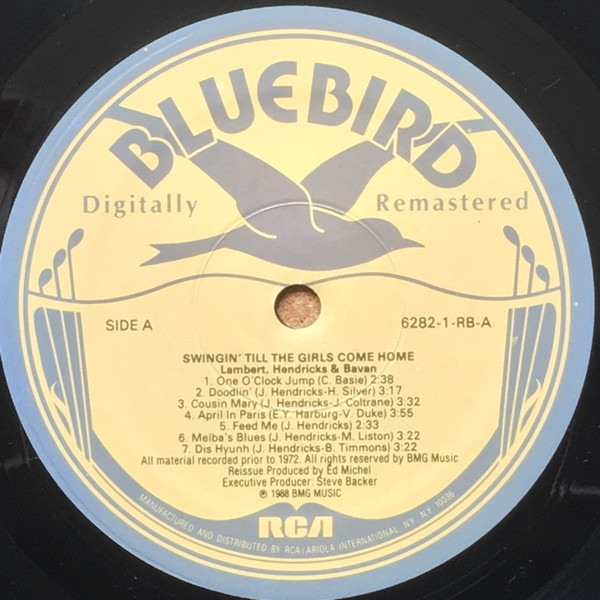 BLUEBIRD
Digitally Remastered
SIDE A
6282-1-RB-A
SWINGIN' TILL THE GIRLS COME HOME
Lambert, Hendricks & Bavan
1. One O'Clock Jump (C. Basie) 2:38
2. Doodlin' (J. Hendricks-H. Silver) 3:17
3. Cousin Mary (J. Hendricks-J. Coltrane) 3:32
4. April In Paris (E.Y. Harburg-V. Duke) 3:55
5. Feed Me (J. Hendricks) 2:31
6. Melba's Blues (J. Hendricks-M. Liston) 3:22
7. Dis Hyunh (J. Hendricks-B. Timmons) 3:22
All material recorded prior to 1972. All rights reserved by BMG Music
Reissue Produced by Ed Michel
Executive Producer: Steve Backer
℗ 1988 BMG MUSIC
RCA
MANUFACTURED AND DISTRIBUTED BY RCA/ARIOLA INTERNATIONAL, N.Y. N.Y. 10036